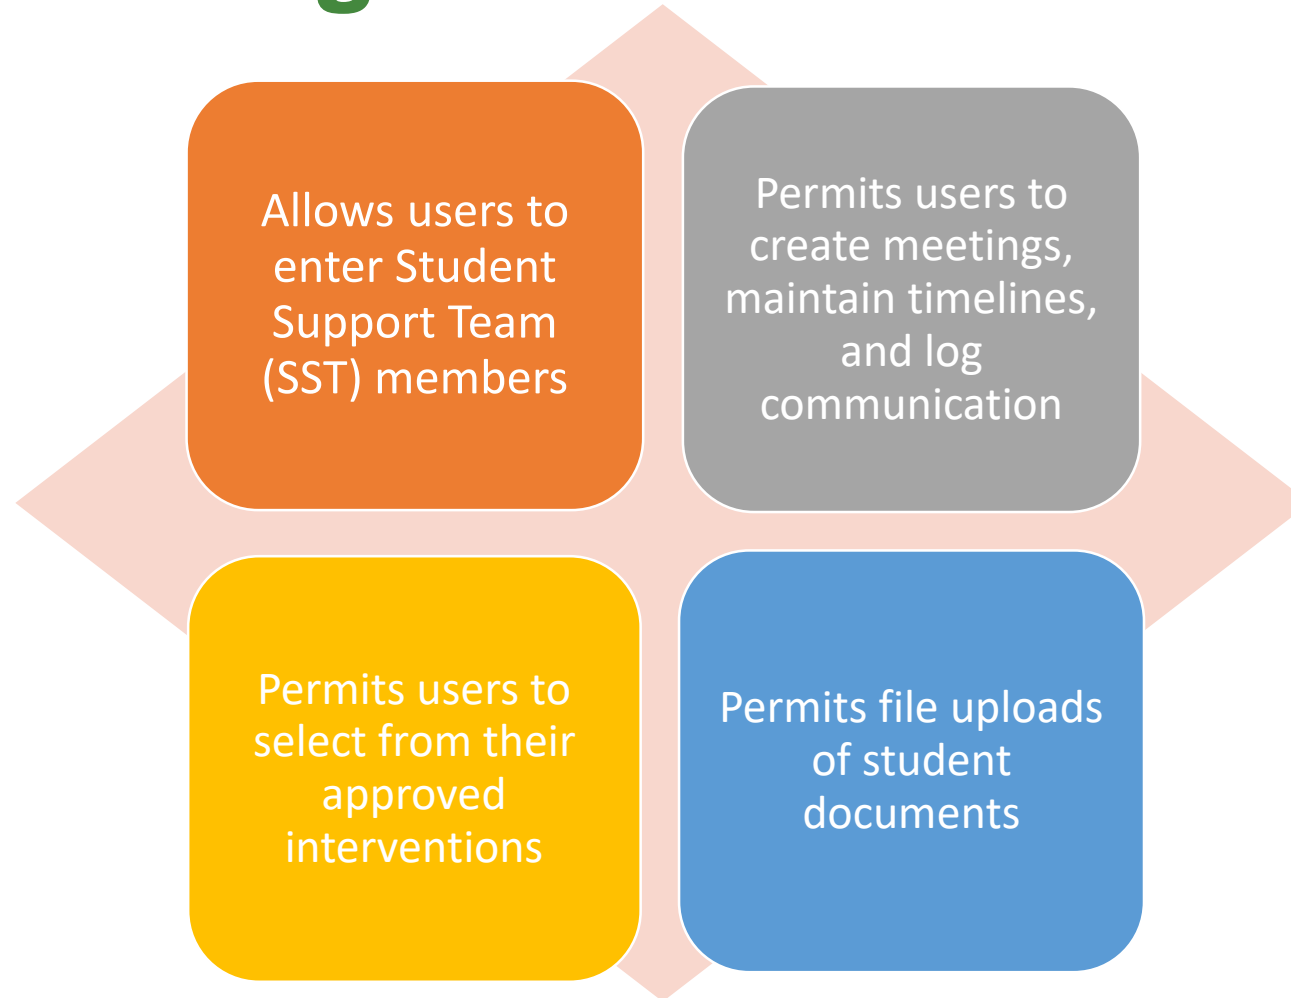 Allows users to
enter Student
Support Team
(SST) members
Permits users to
create meetings,
maintain timelines,
and log
communication
Permits users to
select from their
approved
interventions
Permits file uploads
of student
documents